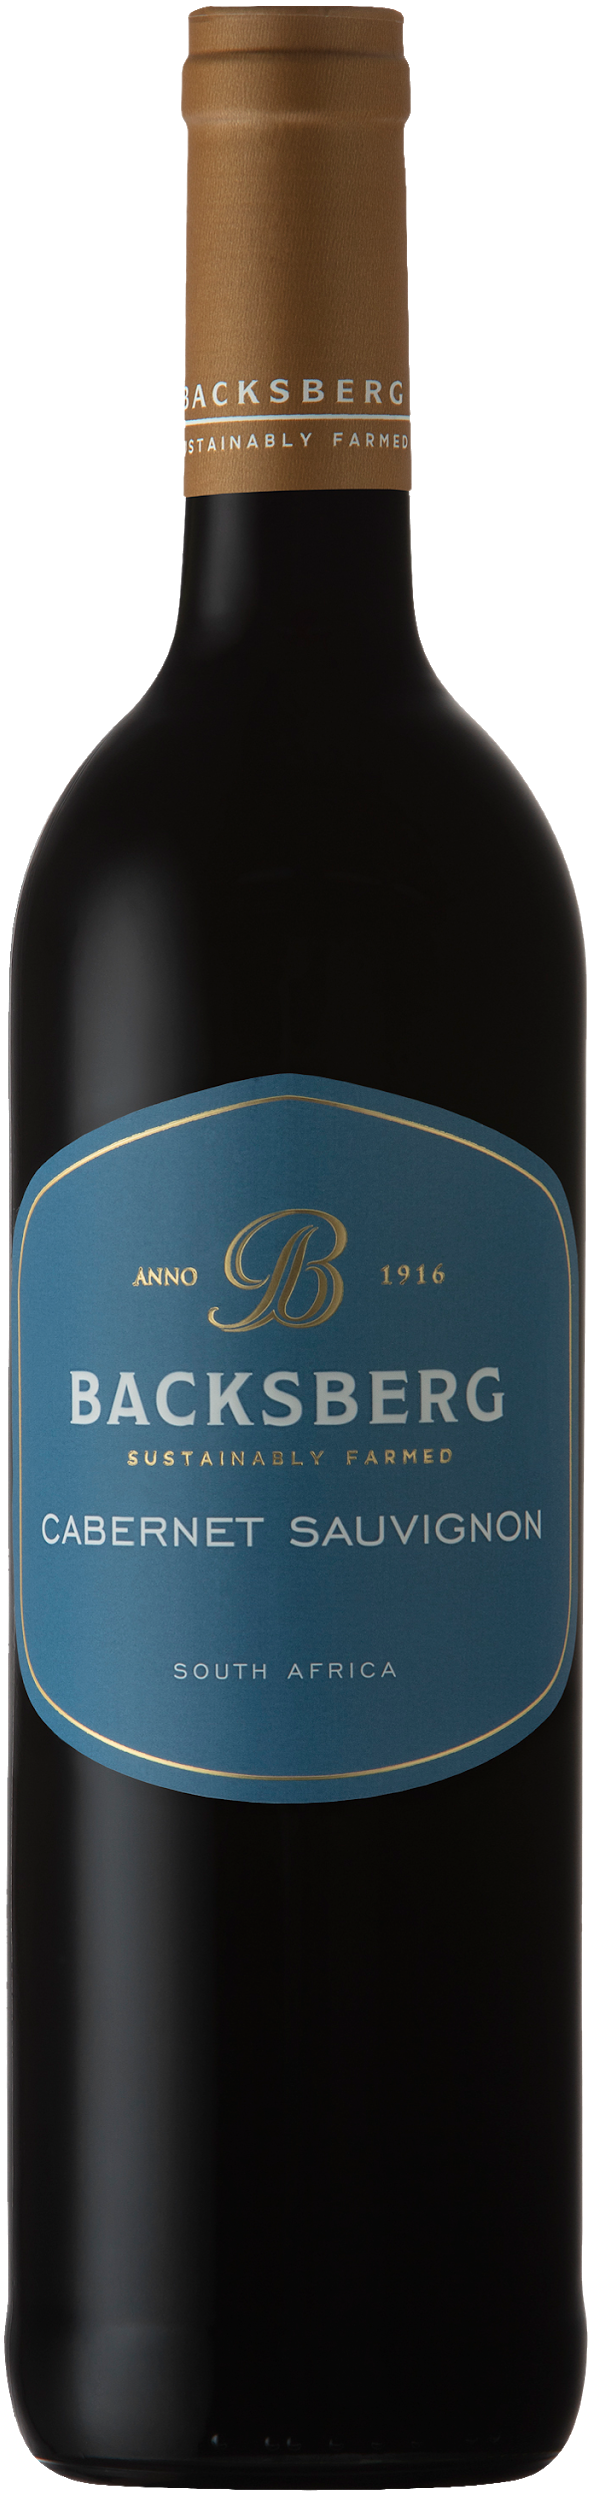 BACKSBERG
SUSTAINABLY FARMED
ANNO B 1916
BACKSBERG
SUSTAINABLY FARMED
CABERNET SAUVIGNON
SOUTH AFRICA